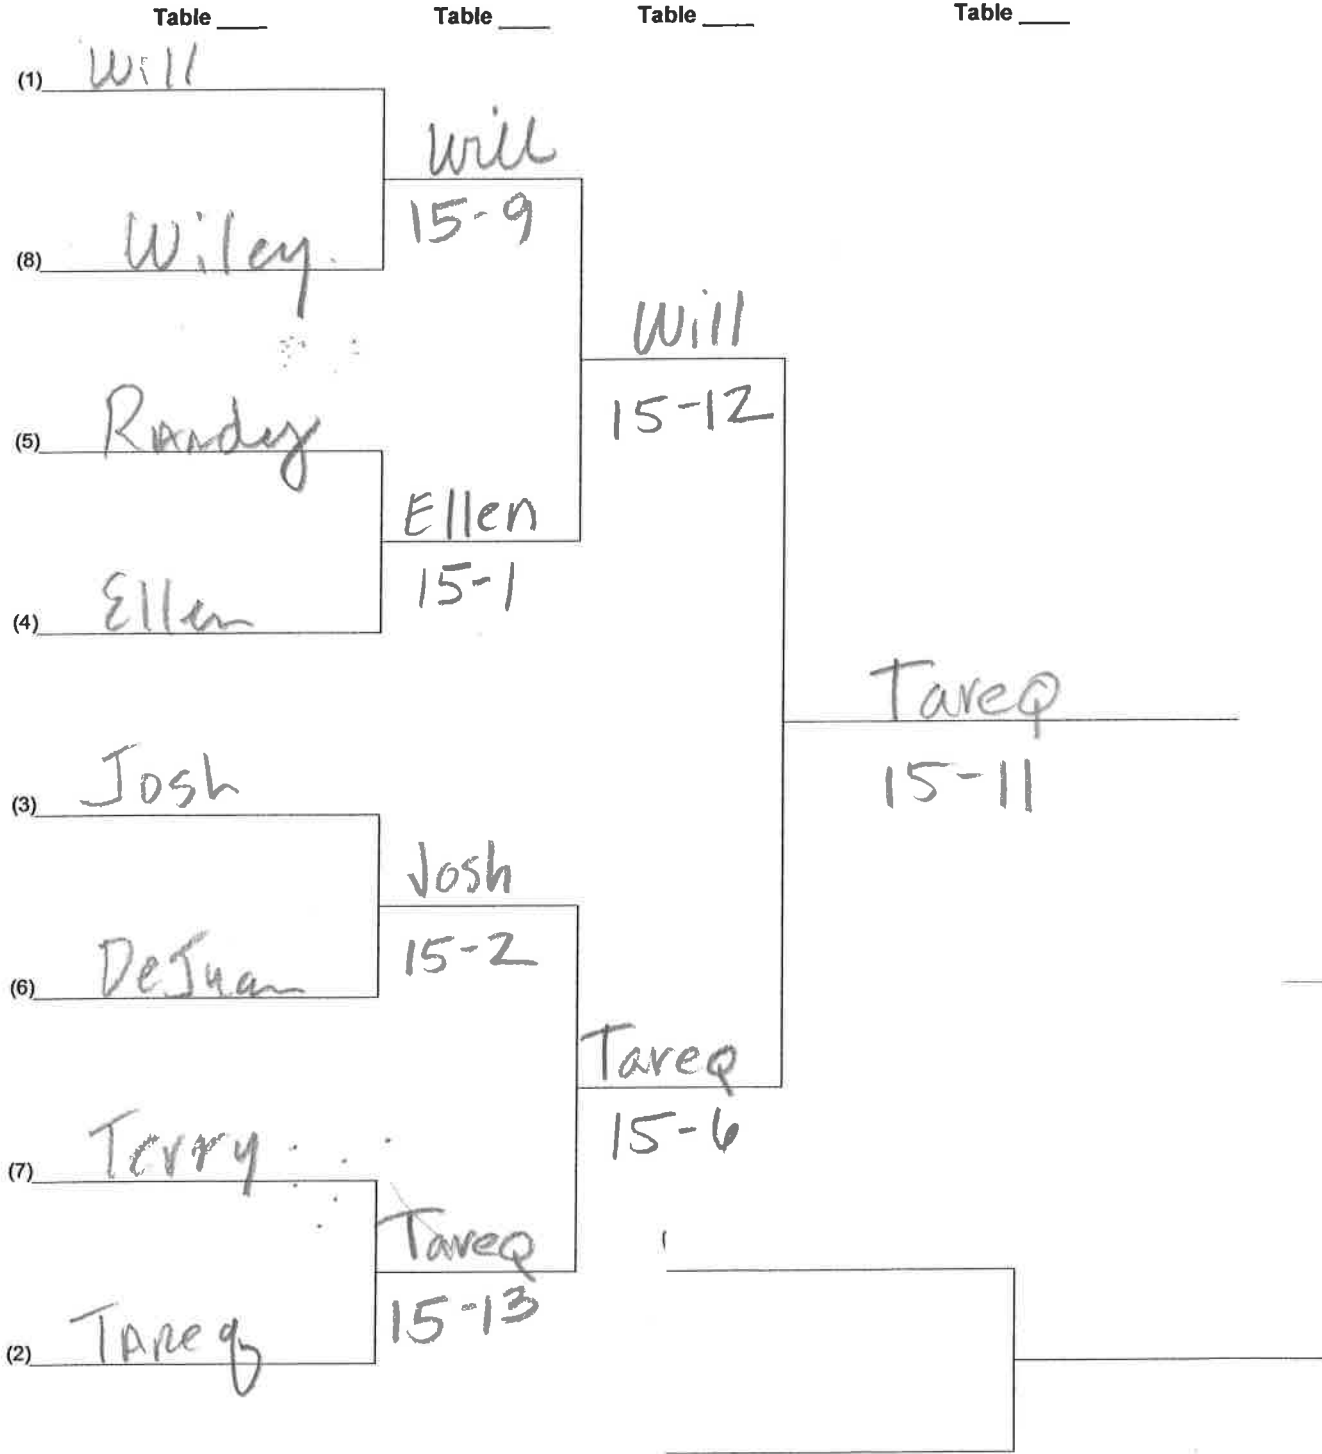 Table ____ Table ____ Table ____ Table ____
(1) Will
Will
15-9
(8) Wiley
Will
15-12
(5) Randy
Ellen
15-1
(4) Ellen
Tareq
15-11
(3) Josh
Josh
15-2
(6) DeJuan
Tareq
15-6
(7) Terry
Tareq
15-13
(2) Tareq